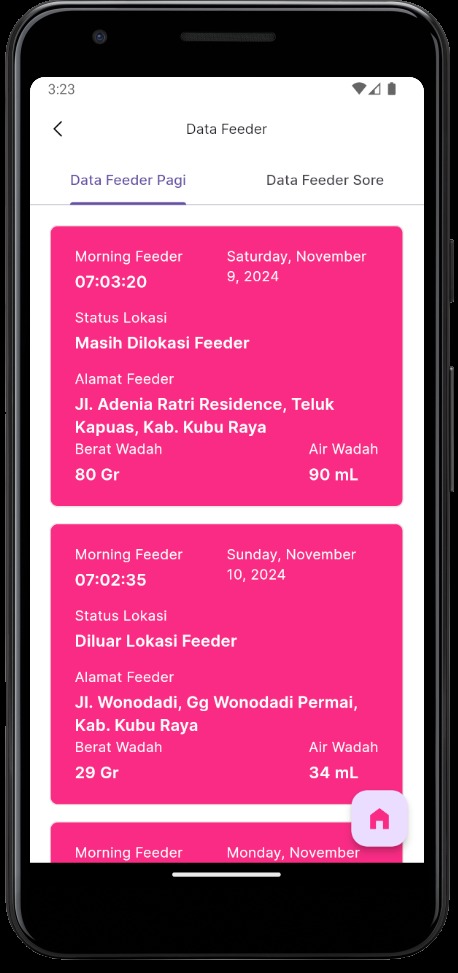 3:23
Data Feeder
Data Feeder Pagi
Data Feeder Sore
Morning Feeder
Saturday, November
9, 2024
07:03:20
Status Lokasi
Masih Dilokasi Feeder
Alamat Feeder
Jl. Adenia Ratri Residence, Teluk
Kapuas, Kab. Kubu Raya
Berat Wadah
Air Wadah
80 Gr
90 mL
Morning Feeder
Sunday, November
10, 2024
07:02:35
Status Lokasi
Diluar Lokasi Feeder
Alamat Feeder
Jl. Wonodadi, Gg Wonodadi Permai,
Kab. Kubu Raya
Berat Wadah
Air Wadah
29 Gr
34 mL
Morning Feeder
Monday, November